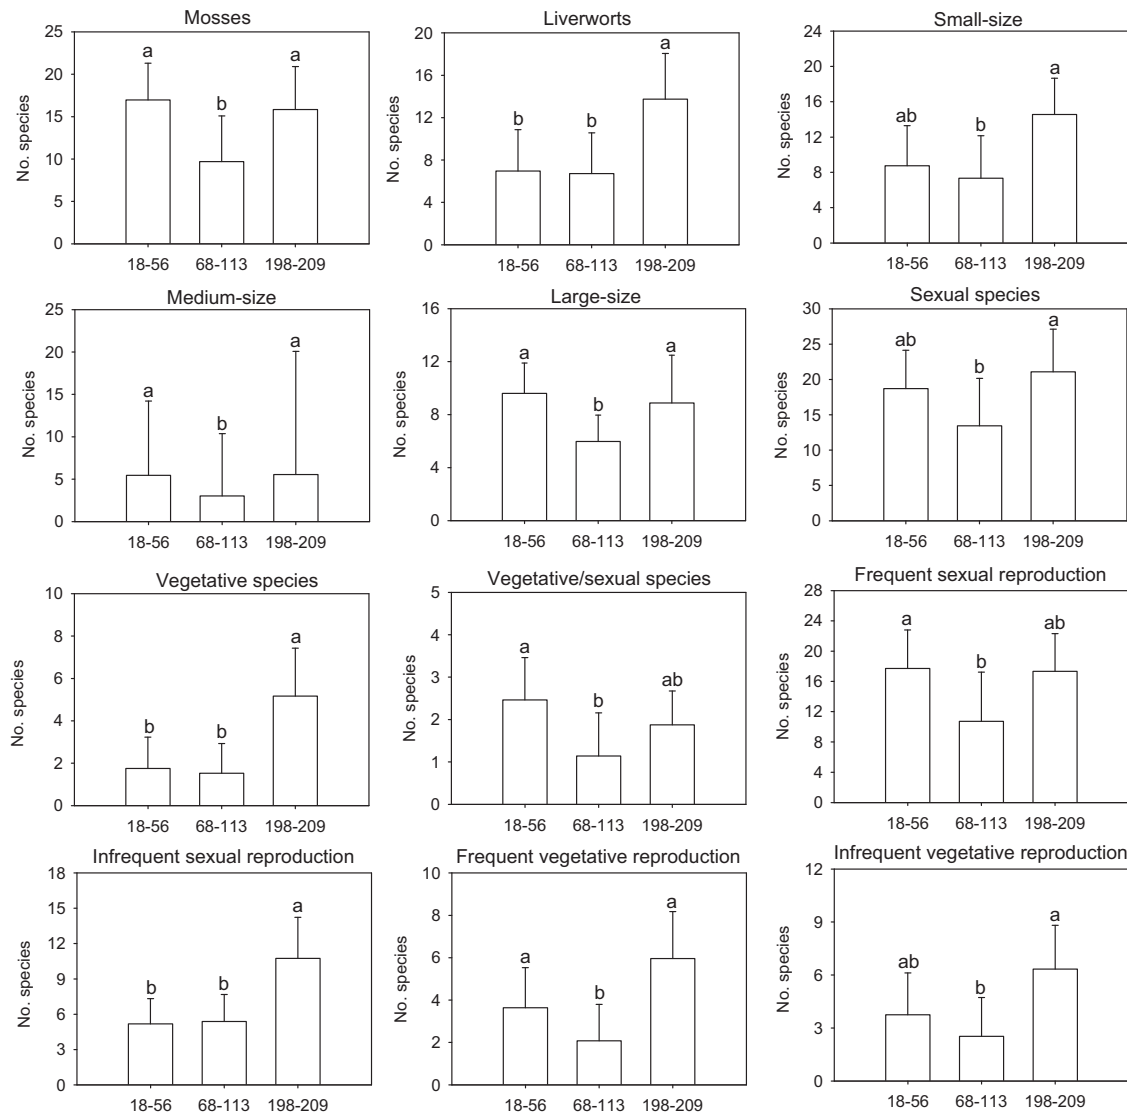 Mosses
a
b
a
No. species
25
20
15
10
5
0
18-56 68-113 198-209
Liverworts
b
b
a
No. species
20
16
12
8
4
0
18-56 68-113 198-209
Small-size
ab
b
a
No. species
24
20
16
12
8
4
0
18-56 68-113 198-209
Medium-size
a
b
a
No. species
25
20
15
10
5
0
18-56 68-113 198-209
Large-size
a
b
a
No. species
16
12
8
4
0
18-56 68-113 198-209
Sexual species
ab
b
a
No. species
30
25
20
15
10
5
0
18-56 68-113 198-209
Vegetative species
b
b
a
No. species
10
8
6
4
2
0
18-56 68-113 198-209
Vegetative/sexual species
a
b
ab
No. species
5
4
3
2
1
0
18-56 68-113 198-209
Frequent sexual reproduction
a
b
ab
No. species
28
24
20
16
12
8
4
0
18-56 68-113 198-209
Infrequent sexual reproduction
b
b
a
No. species
18
15
12
9
6
3
0
18-56 68-113 198-209
Frequent vegetative reproduction
a
b
a
No. species
10
8
6
4
2
0
18-56 68-113 198-209
Infrequent vegetative reproduction
ab
b
a
No. species
12
9
6
3
0
18-56 68-113 198-209